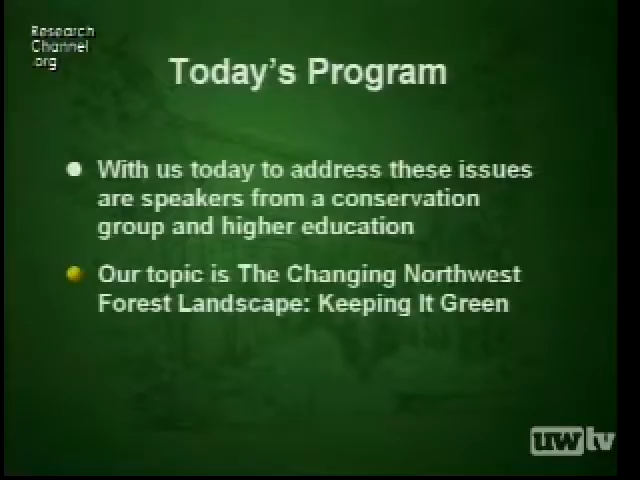 Research
Channel
.org
Today's Program
With us today to address these issues
are speakers from a conservation
group and higher education
Our topic is The Changing Northwest
Forest Landscape: Keeping It Green
uwtv